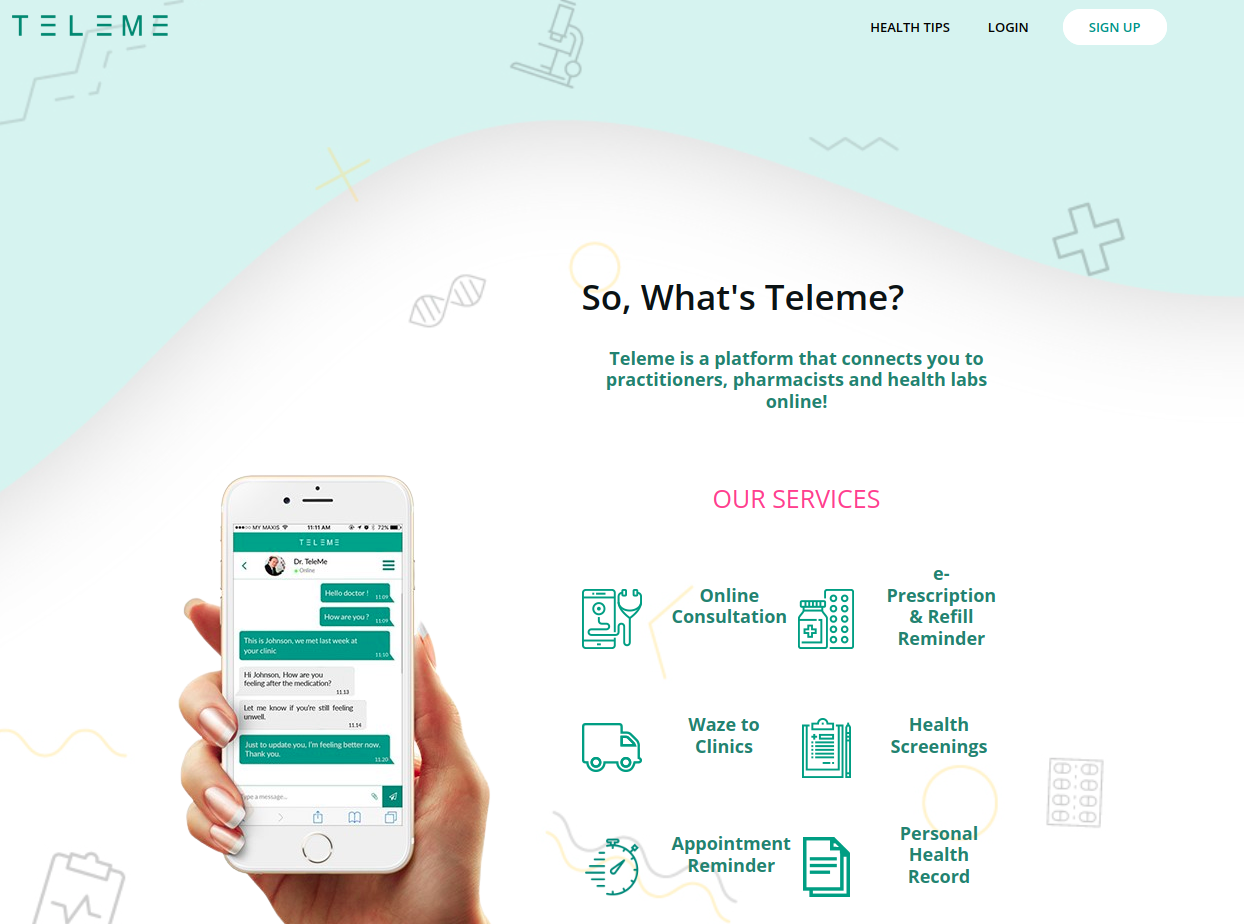 TELEME
HEALTH TIPS
LOGIN
SIGN UP
So, What's Teleme?
Teleme is a platform that connects you to
practitioners, pharmacists and health labs
online!
OUR SERVICES
Online
Consultation
e-
Prescription
& Refill
Reminder
Waze to
Clinics
Health
Screenings
Appointment
Reminder
Personal
Health
Record
MY MAXIS
11:11 AM
72%
TELEME
Dr. TeleMe
Online
Hello doctor !
11.09
How are you ?
11.09
This is Johnson, we met last week at
your clinic
11.10
Hi Johnson, How are you
feeling after the medication?
11.13
Let me know if you're still feeling
unwell.
11.14
Just to update you, I'm feeling better now.
Thank you.
11.20
Type a message...